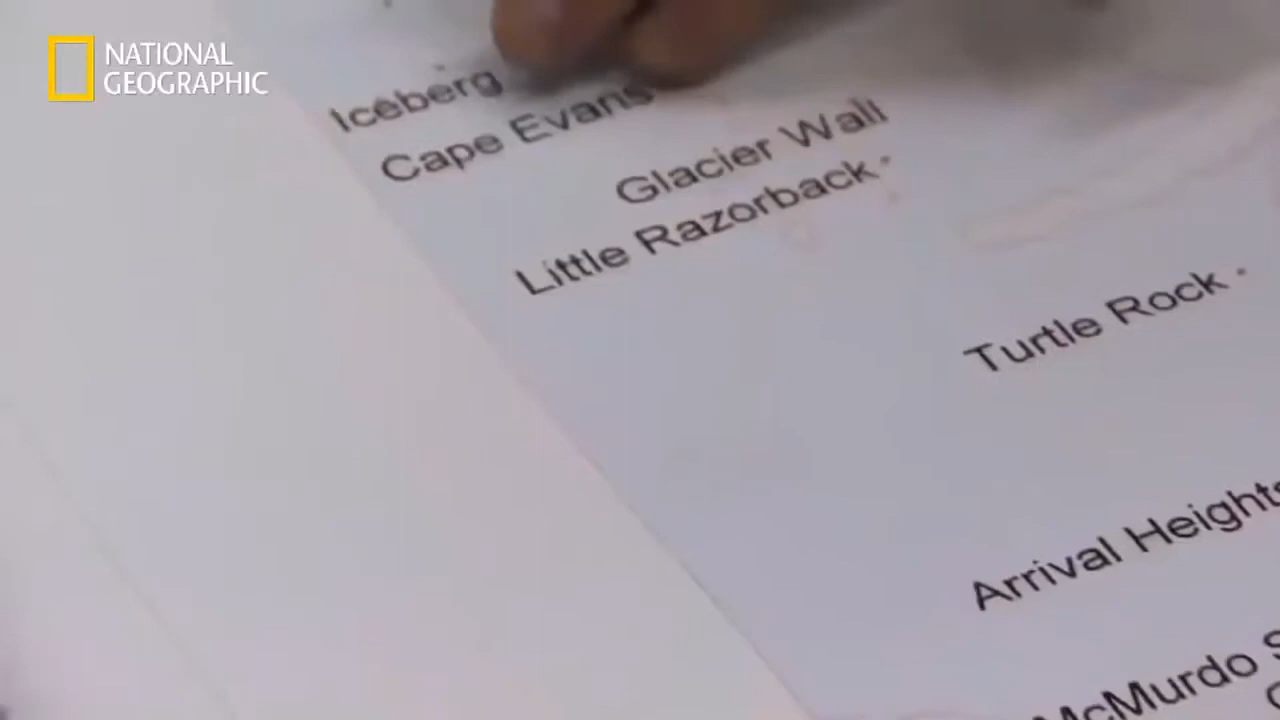 NATIONAL
GEOGRAPHIC
Iceberg
Cape Evans
Glacier Wall
Little Razorback
Turtle Rock
Arrival Heights
McMurdo